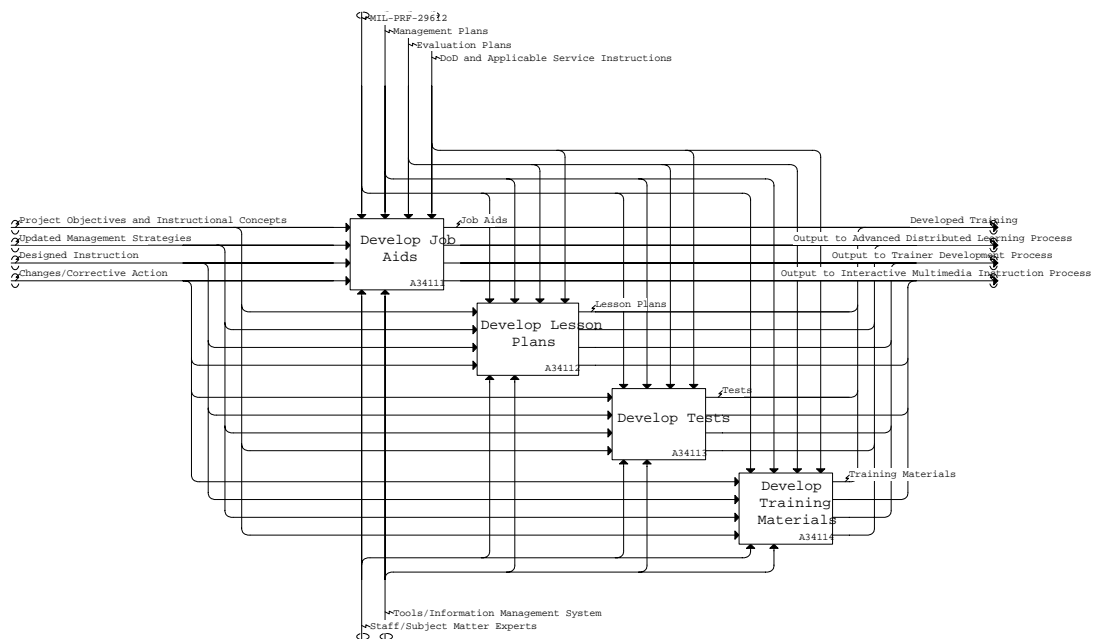 MIL-PRF-29612
Management Plans
Evaluation Plans
DoD and Applicable Service Instructions
Project Objectives and Instructional Concepts
Job Aids
Developed Training
Updated Management Strategies
Develop Job
Aids
Output to Advanced Distributed Learning Process
Designed Instruction
Output to Trainer Development Process
Changes/Corrective Action
Output to Interactive Multimedia Instruction Process
A34111
Lesson Plans
Develop Lesson
Plans
A34112
Tests
Develop Tests
A34113
Training Materials
Develop
Training
Materials
A34114
Tools/Information Management System
Staff/Subject Matter Experts